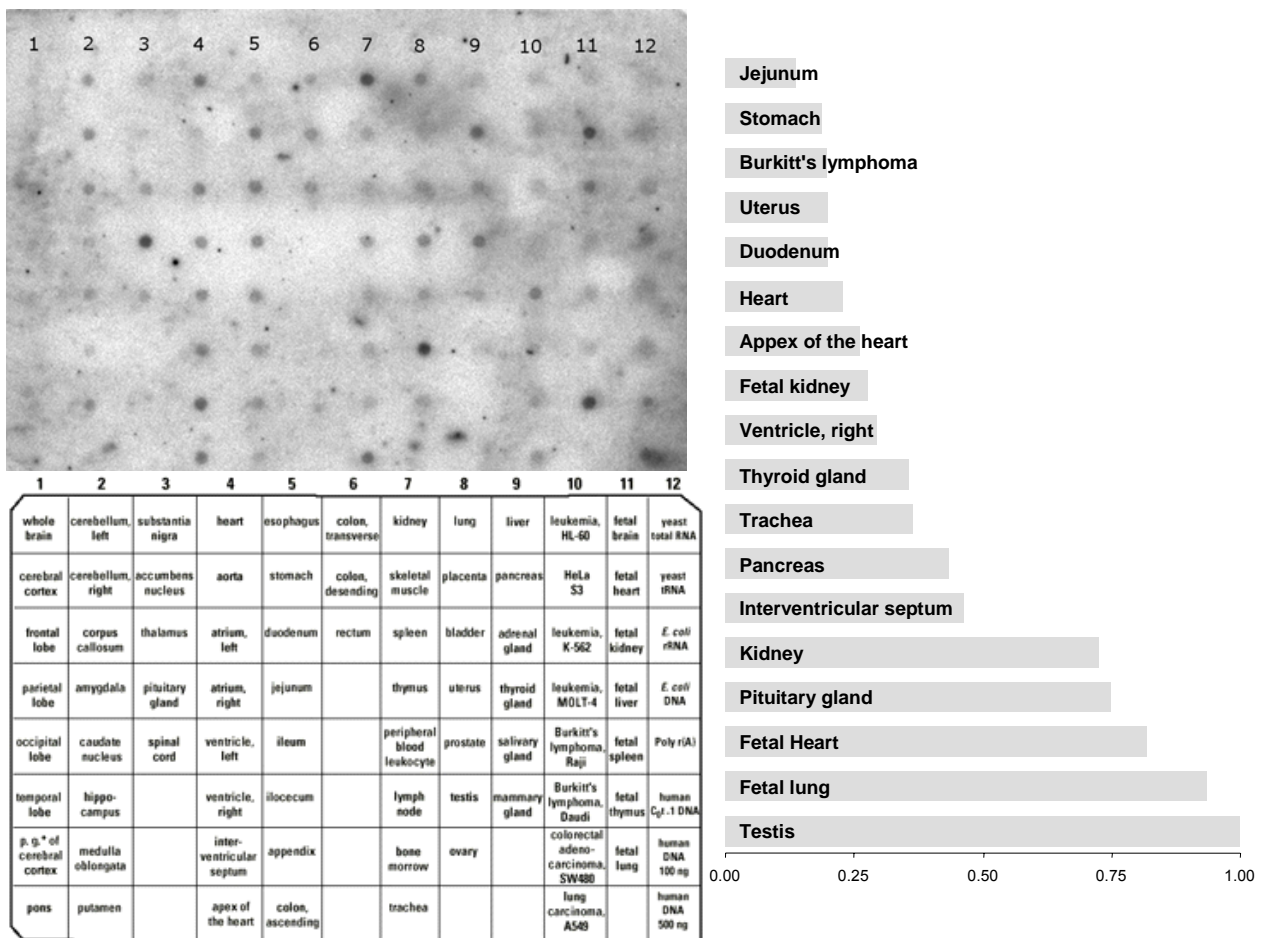 1 2 3 4 5 6 7 8 9 10 11 12
1 2 3 4 5 6 7 8 9 10 11 12
whole brain
cerebellum, left
substantia nigra
heart
esophagus
colon, transverse
kidney
lung
liver
leukemia, HL-60
fetal brain
yeast total RNA
cerebral cortex
cerebellum, right
accumbens nucleus
aorta
stomach
colon, desending
skeletal muscle
placenta
pancreas
HeLa S3
fetal heart
yeast tRNA
frontal lobe
corpus callosum
thalamus
atrium, left
duodenum
rectum
spleen
bladder
adrenal gland
leukemia, K-562
fetal kidney
E. coli rRNA
parietal lobe
amygdala
pituitary gland
atrium, right
jejunum
thymus
uterus
thyroid gland
leukemia, MOLT-4
fetal liver
E. coli DNA
occipital lobe
caudate nucleus
spinal cord
ventricle, left
ileum
peripheral blood leukocyte
prostate
salivary gland
Burkitt's lymphoma, Raji
fetal spleen
Poly r(A)
temporal lobe
hippo-campus
ventricle, right
ilocecum
lymph node
testis
mammary gland
Burkitt's lymphoma, Daudi
fetal thymus
human C₀t.1 DNA
p. g.* of cerebral cortex
medulla oblongata
inter-ventricular septum
appendix
bone morrow
ovary
colorectal adeno-carcinoma, SW480
fetal lung
human DNA 100 ng
pons
putamen
apex of the heart
colon, ascending
trachea
lung carcinoma, A549
human DNA 500 ng
Jejunum
Stomach
Burkitt's lymphoma
Uterus
Duodenum
Heart
Appex of the heart
Fetal kidney
Ventricle, right
Thyroid gland
Trachea
Pancreas
Interventricular septum
Kidney
Pituitary gland
Fetal Heart
Fetal lung
Testis
0.00 0.25 0.50 0.75 1.00